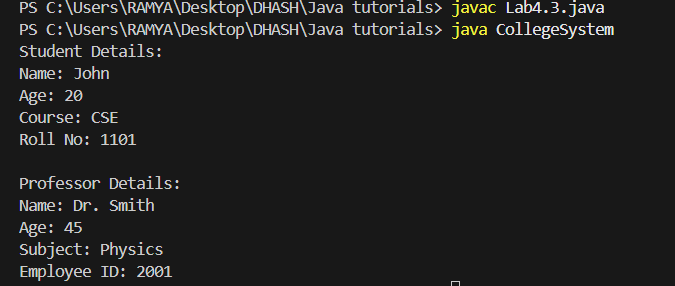 PS C:\Users\RAMYA\Desktop\DHASH\Java tutorials> javac Lab4.3.java
PS C:\Users\RAMYA\Desktop\DHASH\Java tutorials> java CollegeSystem
Student Details:
Name: John
Age: 20
Course: CSE
Roll No: 1101

Professor Details:
Name: Dr. Smith
Age: 45
Subject: Physics
Employee ID: 2001